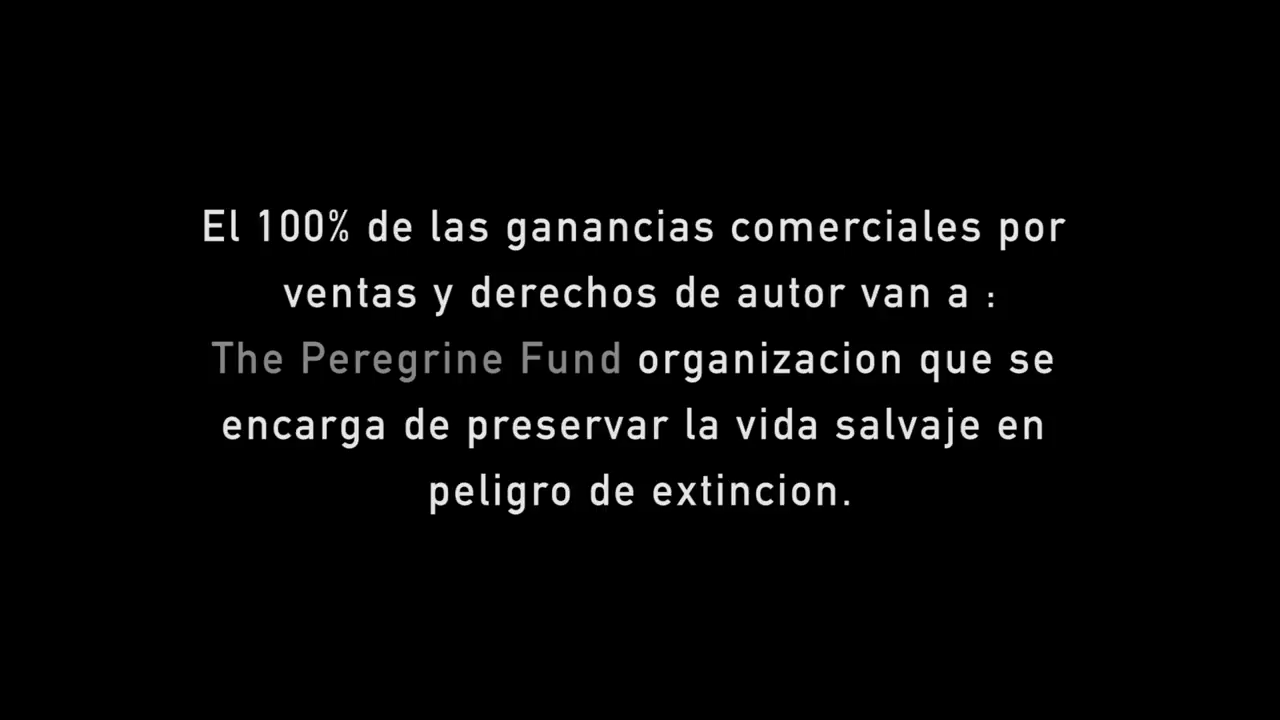 El 100% de las ganancias comerciales por
ventas y derechos de autor van a :
The Peregrine Fund organizacion que se
encarga de preservar la vida salvaje en
peligro de extincion.